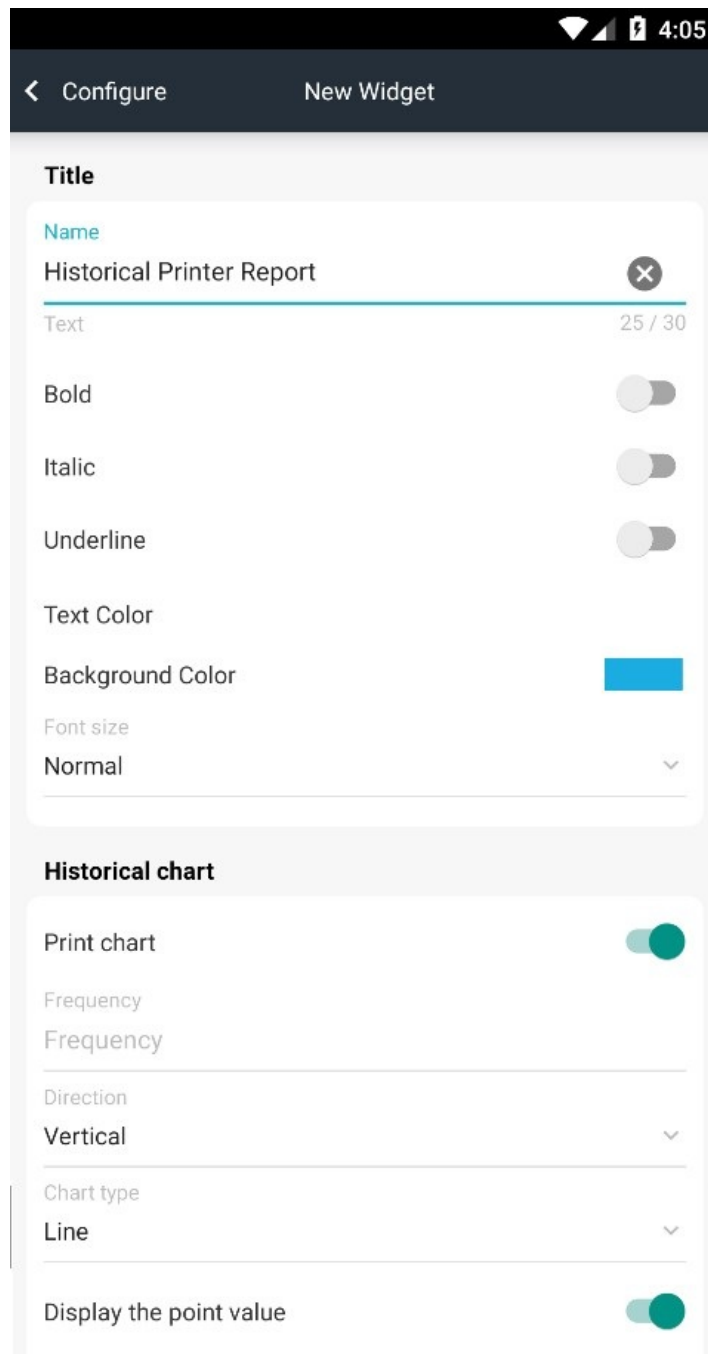 4:05
Configure New Widget
Title
Name
Historical Printer Report
Text 25 / 30
Bold
Italic
Underline
Text Color
Background Color
Font size
Normal
Historical chart
Print chart
Frequency
Frequency
Direction
Vertical
Chart type
Line
Display the point value